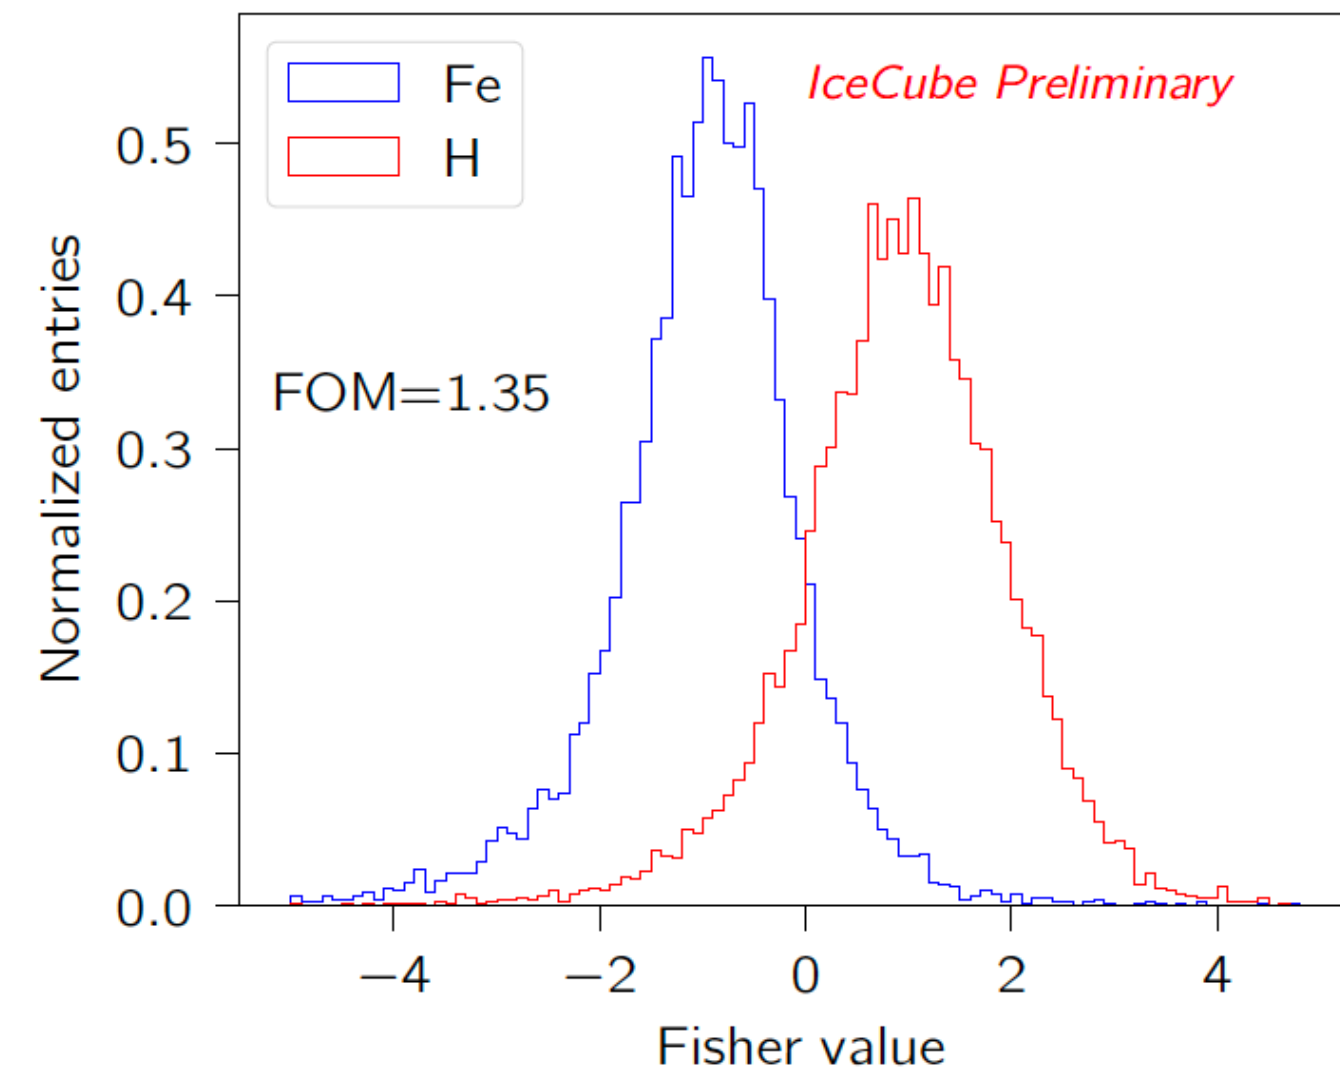 Fe
H
IceCube Preliminary
FOM=1.35
Normalized entries
0.5
0.4
0.3
0.2
0.1
0.0
−4 −2 0 2 4
Fisher value